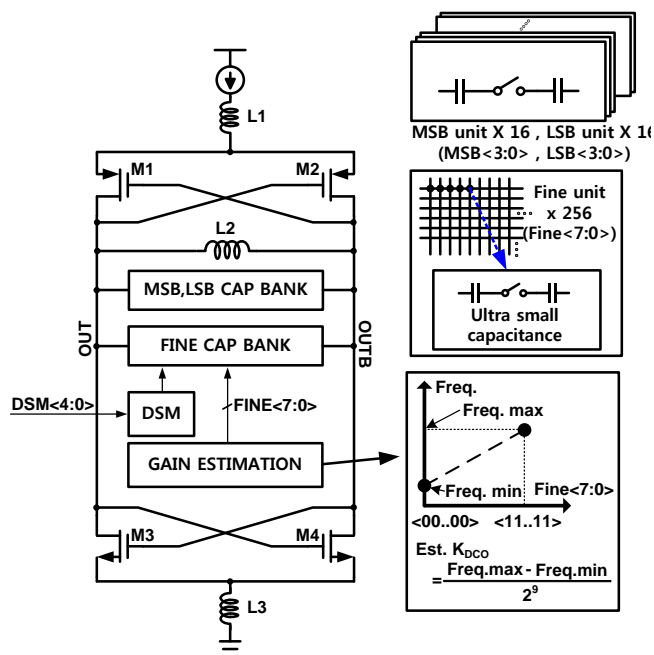 L1
M1
M2
L2
MSB,LSB CAP BANK
OUT
OUTB
FINE CAP BANK
DSM<4:0>
DSM
FINE<7:0>
GAIN ESTIMATION
M3
M4
L3
MSB unit X 16 , LSB unit X 16
(MSB<3:0> , LSB<3:0>)
Fine unit
x 256
(Fine<7:0>)
Ultra small
capacitance
Freq.
Freq. max
Freq. min
Fine<7:0>
<00..00>
<11..11>
Est. K_DCO
= Freq.max - Freq.min
2^9